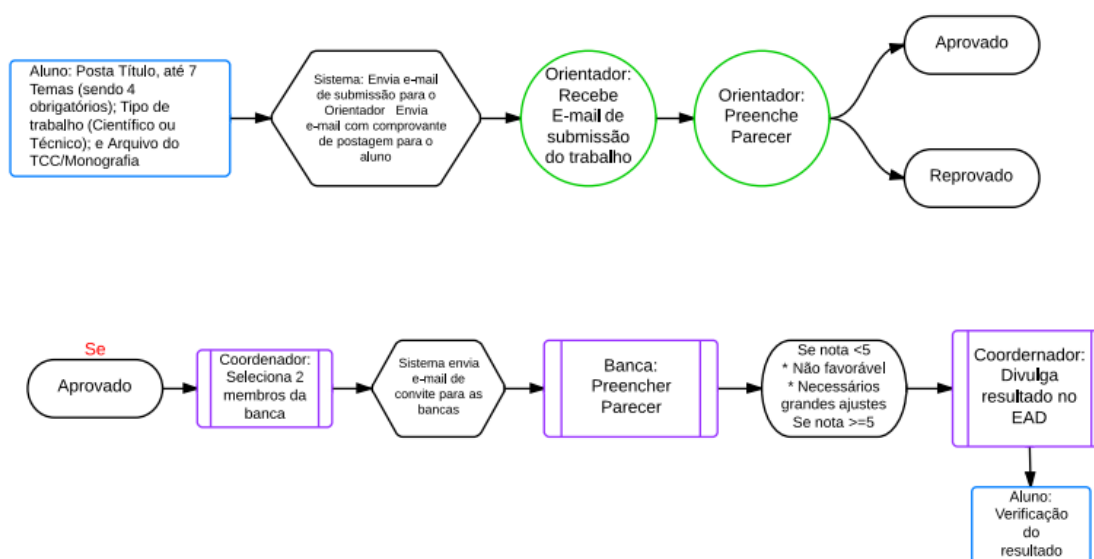 Aluno: Posta Título, até 7
Temas (sendo 4
obrigatórios); Tipo de
trabalho (Científico ou
Técnico); e Arquivo do
TCC/Monografia
Sistema: Envia e-mail
de submissão para o
Orientador Envia
e-mail com comprovante
de postagem para o
aluno
Orientador:
Recebe
E-mail de
submissão
do trabalho
Orientador:
Preenche
Parecer
Aprovado
Reprovado
Se
Aprovado
Coordenador:
Seleciona 2
membros da
banca
Sistema envia
e-mail de
convite para as
bancas
Banca:
Preencher
Parecer
Se nota <5
* Não favorável
* Necessários
grandes ajustes
Se nota >=5
Coordernador:
Divulga
resultado no
EAD
Aluno:
Verificação
do
resultado